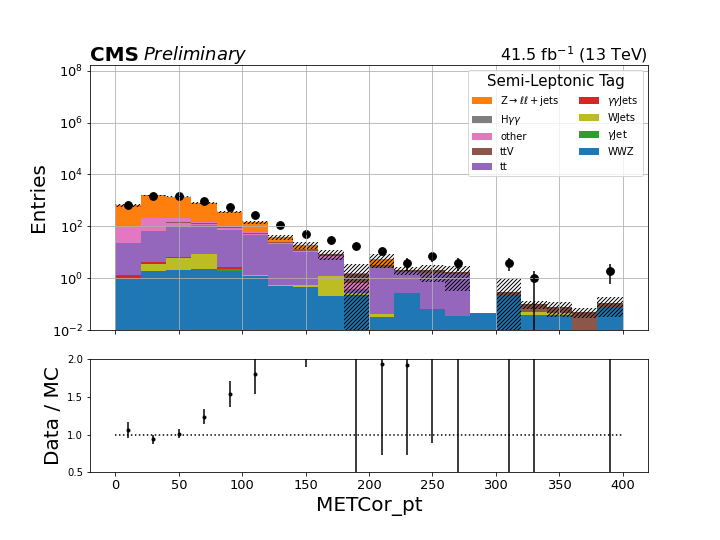 CMS Preliminary 41.5 fb⁻¹ (13 TeV)
Semi-Leptonic Tag
Z→ℓℓ+jets
Hγγ
other
ttV
tt
γγJets
WJets
γJet
WWZ
Entries
10⁸
10⁶
10⁴
10²
10⁰
10⁻²
Data / MC
2.0
1.5
1.0
0.5
0 50 100 150 200 250 300 350 400
METCor_pt